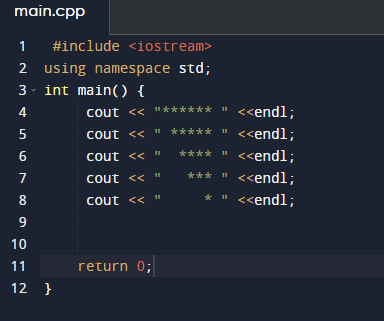 main.cpp
1 #include <iostream>
2 using namespace std;
3 int main() {
4 cout << "****** " <<endl;
5 cout << " ***** " <<endl;
6 cout << "  **** " <<endl;
7 cout << "   *** " <<endl;
8 cout << "     * " <<endl;
9
10
11 return 0;
12 }